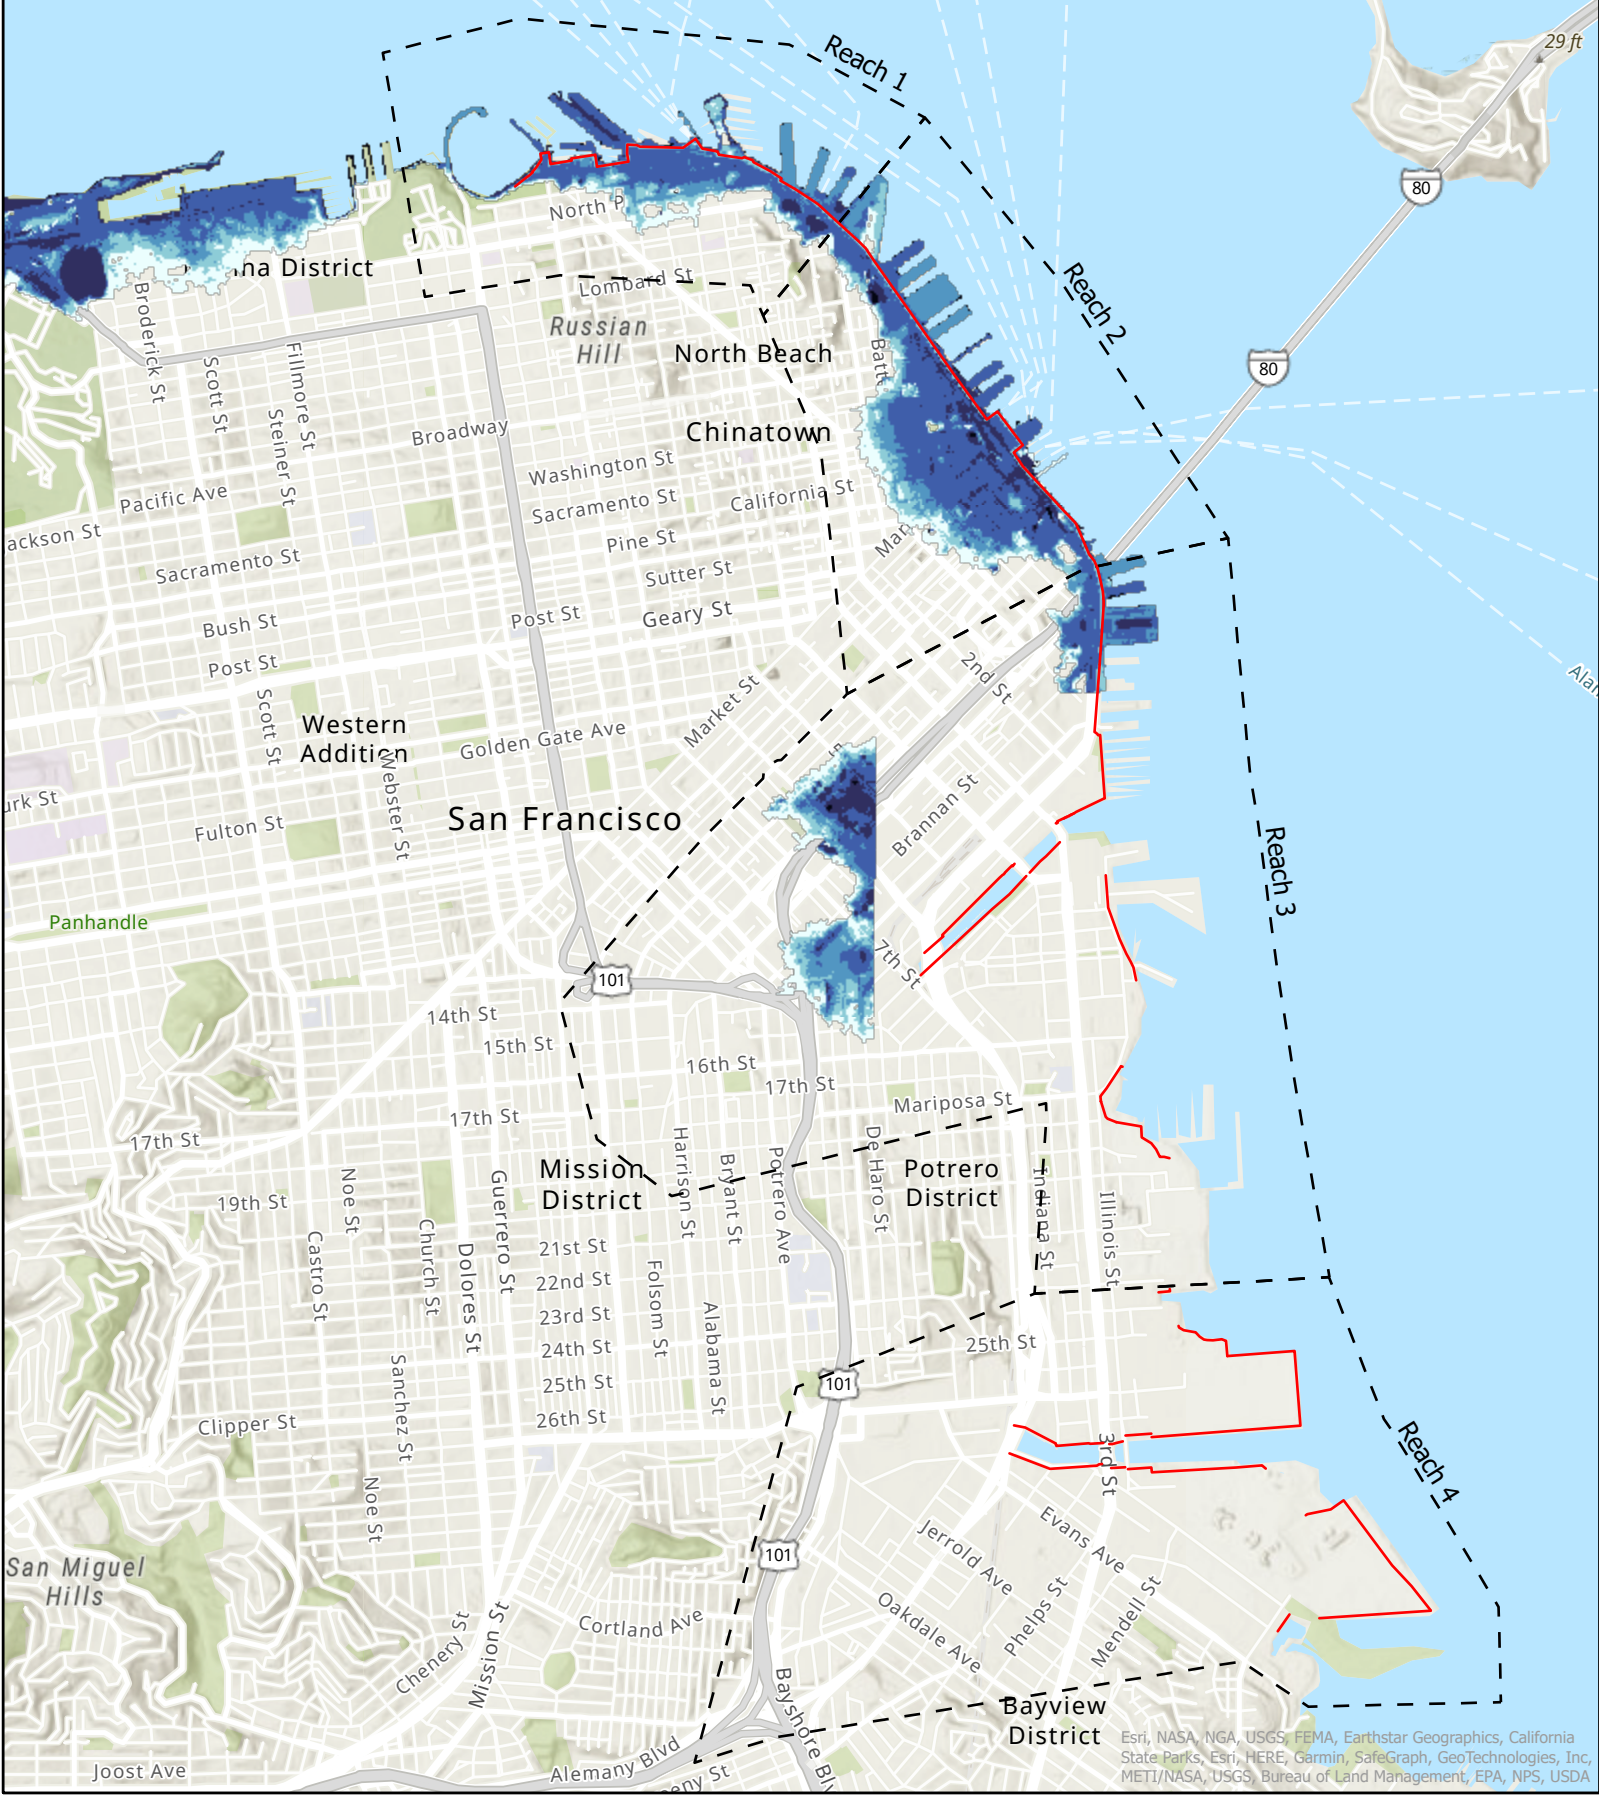 29 ft
Reach 1
80
North P
na District
Lombard St
Reach 2
Broderick St
Russian
Hill
North Beach
Batt
80
Scott St
Fillmore St
Steiner St
Broadway
Chinatown
Washington St
Pacific Ave
Sacramento St
California St
ackson St
Pine St
Mar
Sacramento St
Sutter St
Bush St
Post St
Geary St
Post St
2nd St
Alan
Scott St
Western
Addition
Market St
Golden Gate Ave
Webster St
urk St
Fulton St
San Francisco
Brannan St
Reach 3
Panhandle
101
7th St
14th St
15th St
16th St
17th St
17th St
Mariposa St
17th St
Mission
District
Harrison St
Bryant St
Potrero Ave
De Haro St
Potrero
District
Indiana St
Illinois St
19th St
Noe St
Guerrero St
Castro St
Church St
Dolores St
21st St
22nd St
23rd St
24th St
25th St
26th St
Folsom St
Alabama St
25th St
101
Clipper St
Sanchez St
3rd St
Reach 4
Noe St
Evans Ave
Jerrold Ave
101
San Miguel
Hills
Oakdale Ave
Phelps St
Mendell St
Cortland Ave
Chenery St
Mission St
Bayshore Blv
Bayview
District
Joost Ave
Alemany Blvd
eny St
Esri, NASA, NGA, USGS, FEMA, Earthstar Geographics, California
State Parks, Esri, HERE, Garmin, SafeGraph, GeoTechnologies, Inc,
METI/NASA, USGS, Bureau of Land Management, EPA, NPS, USDA